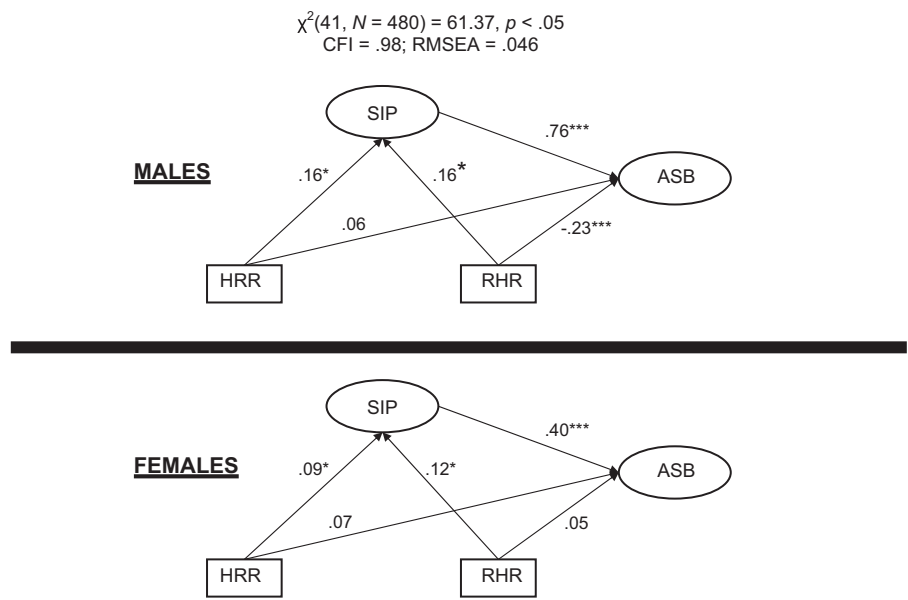 χ²(41, N = 480) = 61.37, p < .05
CFI = .98; RMSEA = .046
SIP
.76***
MALES
.16*
.16*
ASB
.06
-.23***
HRR
RHR
SIP
.40***
FEMALES
.09*
.12*
ASB
.07
.05
HRR
RHR